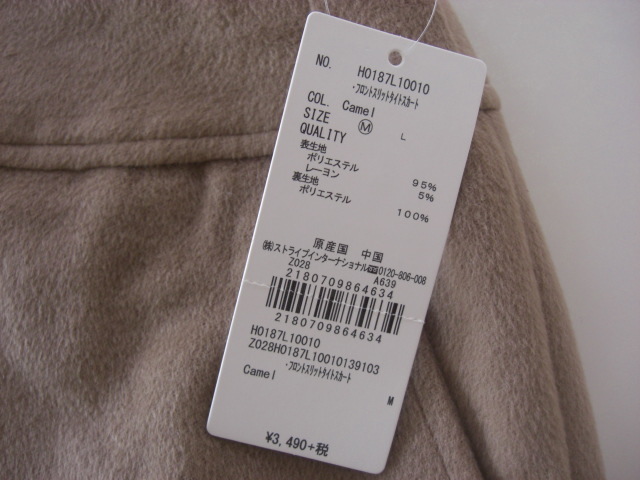 NO. H0187L10010
・フロントスリットタイトスカート
COL. Camel
SIZE Ⓜ L
QUALITY
表生地
ポリエステル 95%
レーヨン 5%
裏生地
ポリエステル 100%
原産国 中国
㈱ストライプインターナショナル 0120-806-008
Z028 A639
2180709864634
2180709864634
H0187L10010
Z028H0187L10010139103
・フロントスリットタイトスカート
Camel M
¥3,490+税